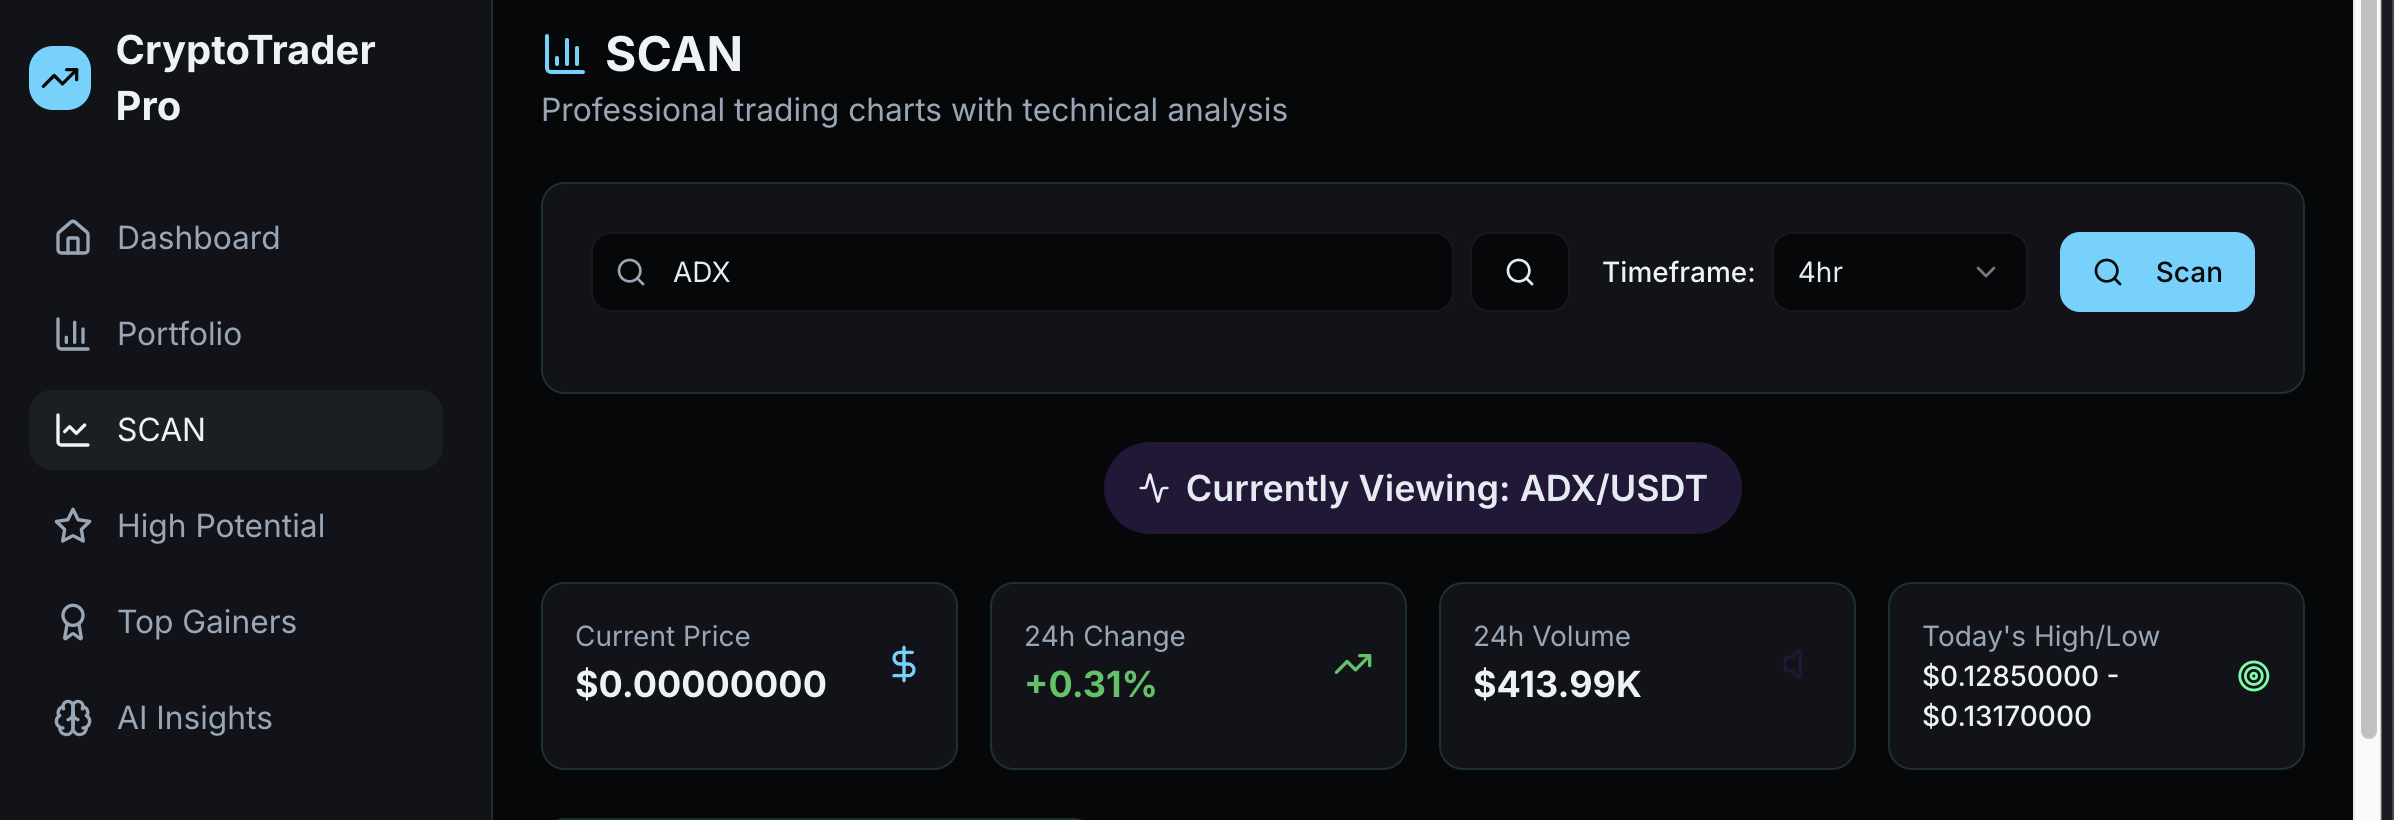 CryptoTrader
Pro
Dashboard
Portfolio
SCAN
High Potential
Top Gainers
AI Insights
SCAN
Professional trading charts with technical analysis
ADX
Timeframe:
4hr
Scan
Currently Viewing: ADX/USDT
Current Price
$0.00000000
24h Change
+0.31%
24h Volume
$413.99K
Today's High/Low
$0.12850000 -
$0.13170000